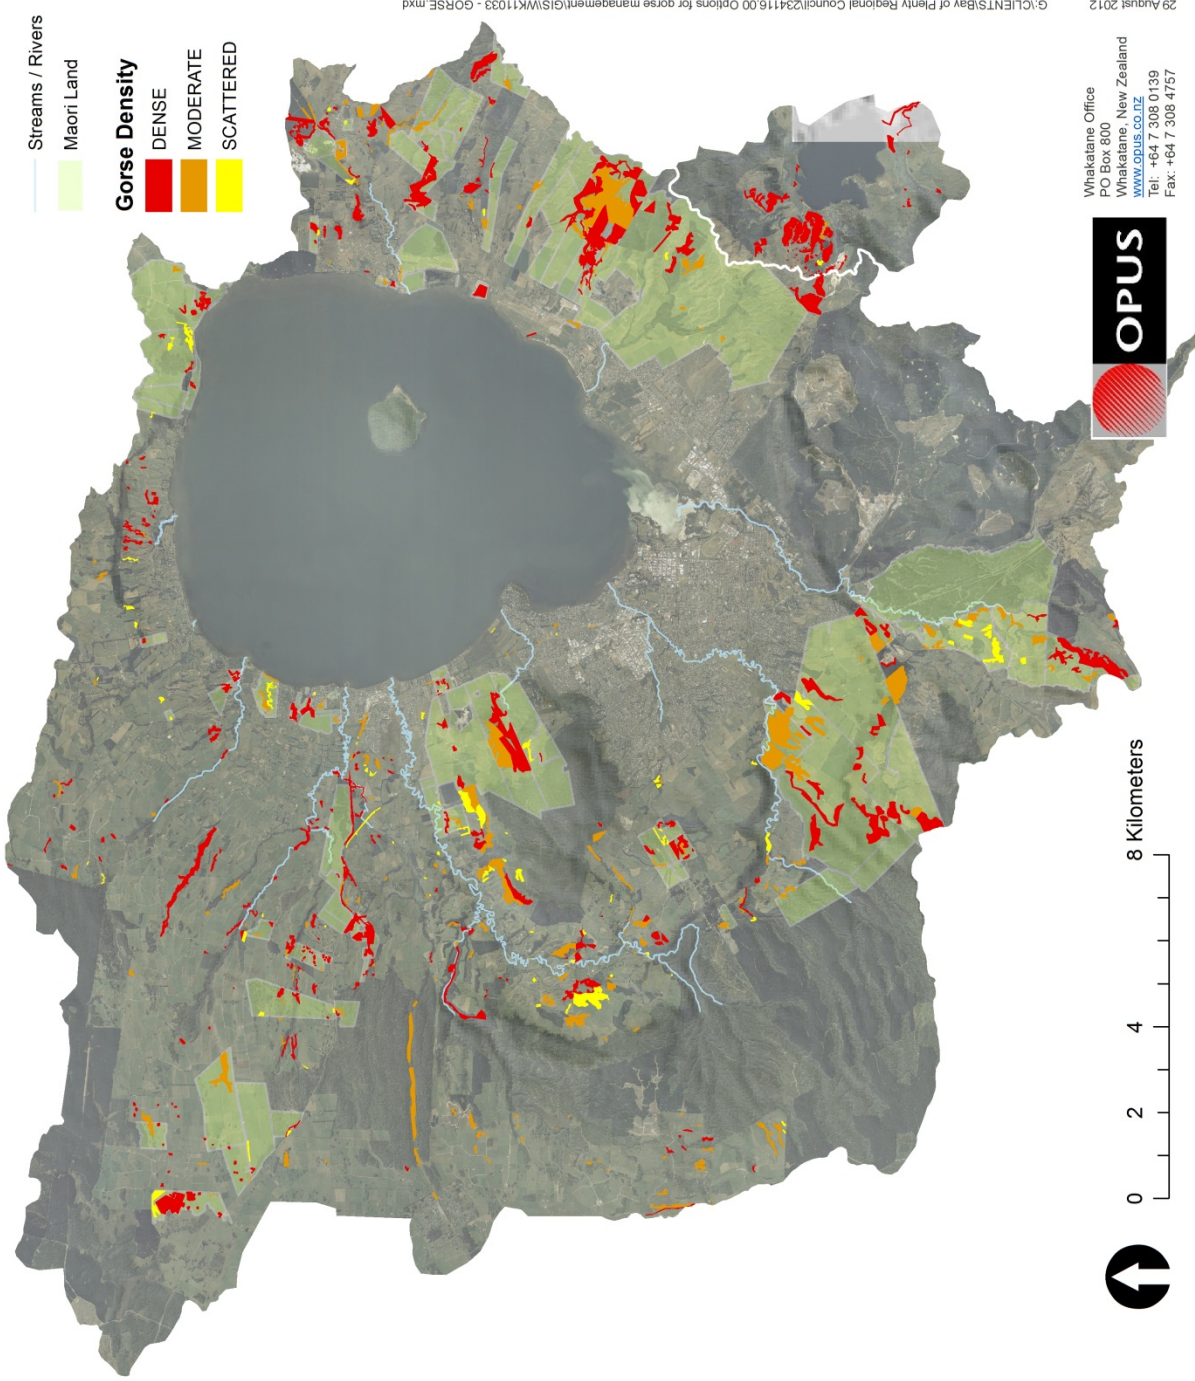 Streams / Rivers
Maori Land
Gorse Density
DENSE
MODERATE
SCATTERED
G:\CLIENTS\Bay of Plenty Regional Council\234116.00 Options for gorse management\GIS\WK11033 - GORSE.mxd
29 August 2012
Whakatane Office
PO Box 800
Whakatane, New Zealand
www.opus.co.nz
Tel: +64 7 308 0139
Fax: +64 7 308 4757
OPUS
0 2 4 8 Kilometers